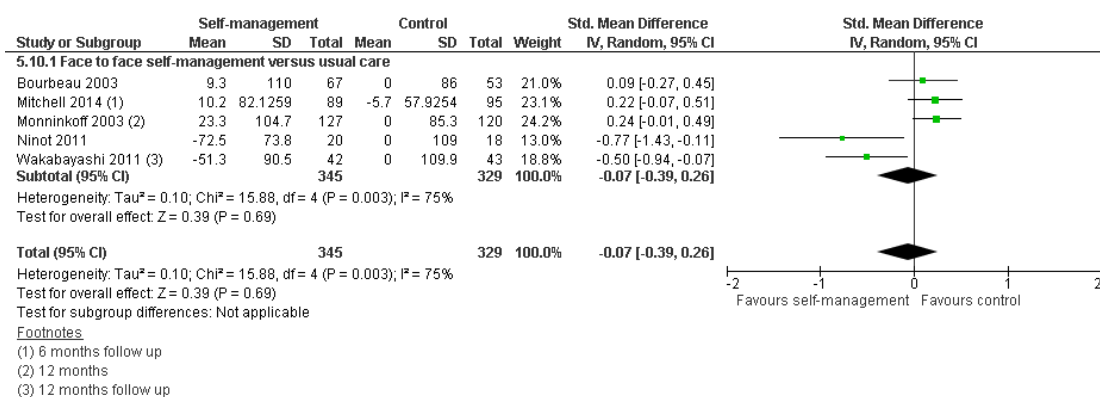 Self-management Control Std. Mean Difference Std. Mean Difference
Study or Subgroup Mean SD Total Mean SD Total Weight IV, Random, 95% CI IV, Random, 95% CI
5.10.1 Face to face self-management versus usual care
Bourbeau 2003 9.3 110 67 0 86 53 21.0% 0.09 [-0.27, 0.45]
Mitchell 2014 (1) 10.2 82.1259 89 -5.7 57.9254 95 23.1% 0.22 [-0.07, 0.51]
Monninkoff 2003 (2) 23.3 104.7 127 0 85.3 120 24.2% 0.24 [-0.01, 0.49]
Ninot 2011 -72.5 73.8 20 0 109 18 13.0% -0.77 [-1.43, -0.11]
Wakabayashi 2011 (3) -51.3 90.5 42 0 109.9 43 18.8% -0.50 [-0.94, -0.07]
Subtotal (95% CI) 345 329 100.0% -0.07 [-0.39, 0.26]
Heterogeneity: Tau² = 0.10; Chi² = 15.88, df = 4 (P = 0.003); I² = 75%
Test for overall effect: Z = 0.39 (P = 0.69)
Total (95% CI) 345 329 100.0% -0.07 [-0.39, 0.26]
Heterogeneity: Tau² = 0.10; Chi² = 15.88, df = 4 (P = 0.003); I² = 75%
-2 -1 0 1 2
Test for overall effect: Z = 0.39 (P = 0.69)
Favours self-management Favours control
Test for subgroup differences: Not applicable
Footnotes
(1) 6 months follow up
(2) 12 months
(3) 12 months follow up